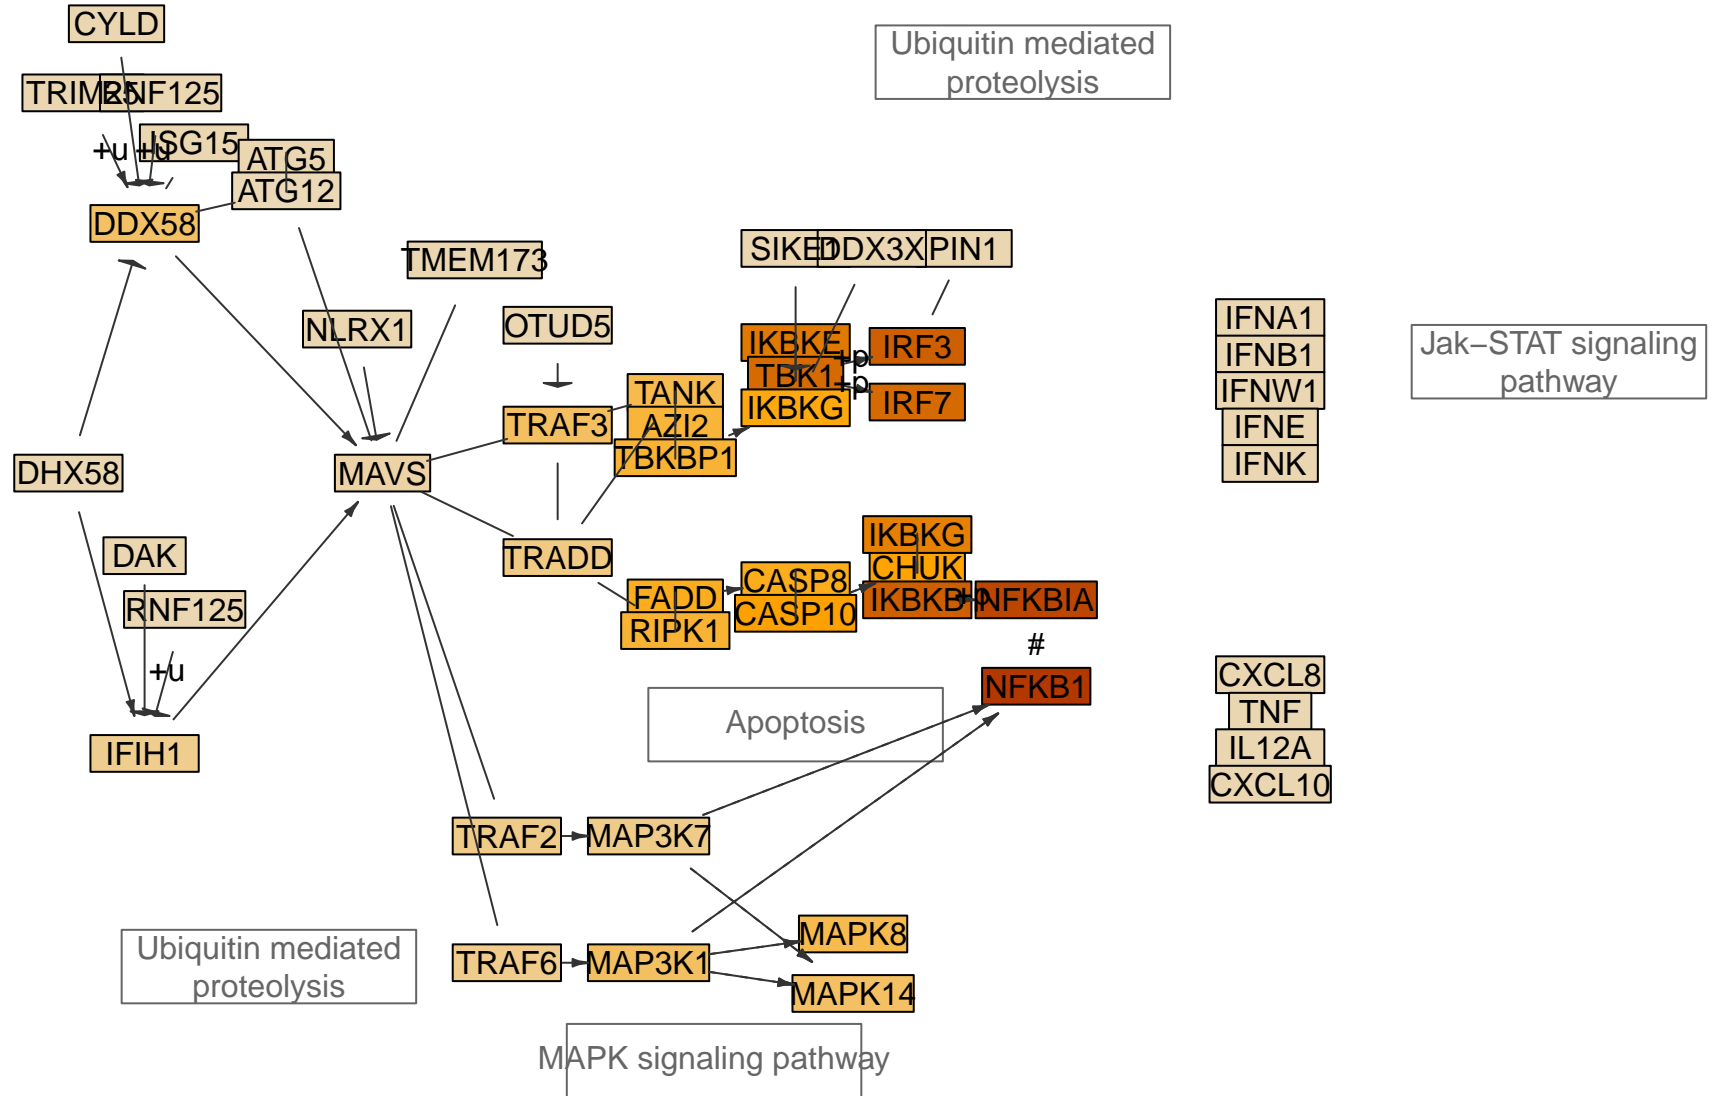 CYLD
Ubiquitin mediated
proteolysis
TRIM25
RNF125
ISG15
+u
+u
ATG5
ATG12
DDX58
TMEM173
SIKE1
DDX3X
PIN1
NLRX1
OTUD5
IFNA1
IFNB1
IFNW1
IFNE
IFNK
Jak−STAT signaling
pathway
IKBKE
TBK1
IKBKG
+p
+p
IRF3
IRF7
TANK
AZI2
TBKBP1
TRAF3
DHX58
MAVS
DAK
RNF125
+u
TRADD
IKBKG
CHUK
IKBKB
+p
NFKBIA
FADD
RIPK1
CASP8
CASP10
#
NFKB1
CXCL8
TNF
IL12A
CXCL10
Apoptosis
IFIH1
TRAF2
MAP3K7
MAPK8
Ubiquitin mediated
proteolysis
TRAF6
MAP3K1
MAPK14
MAPK signaling pathway